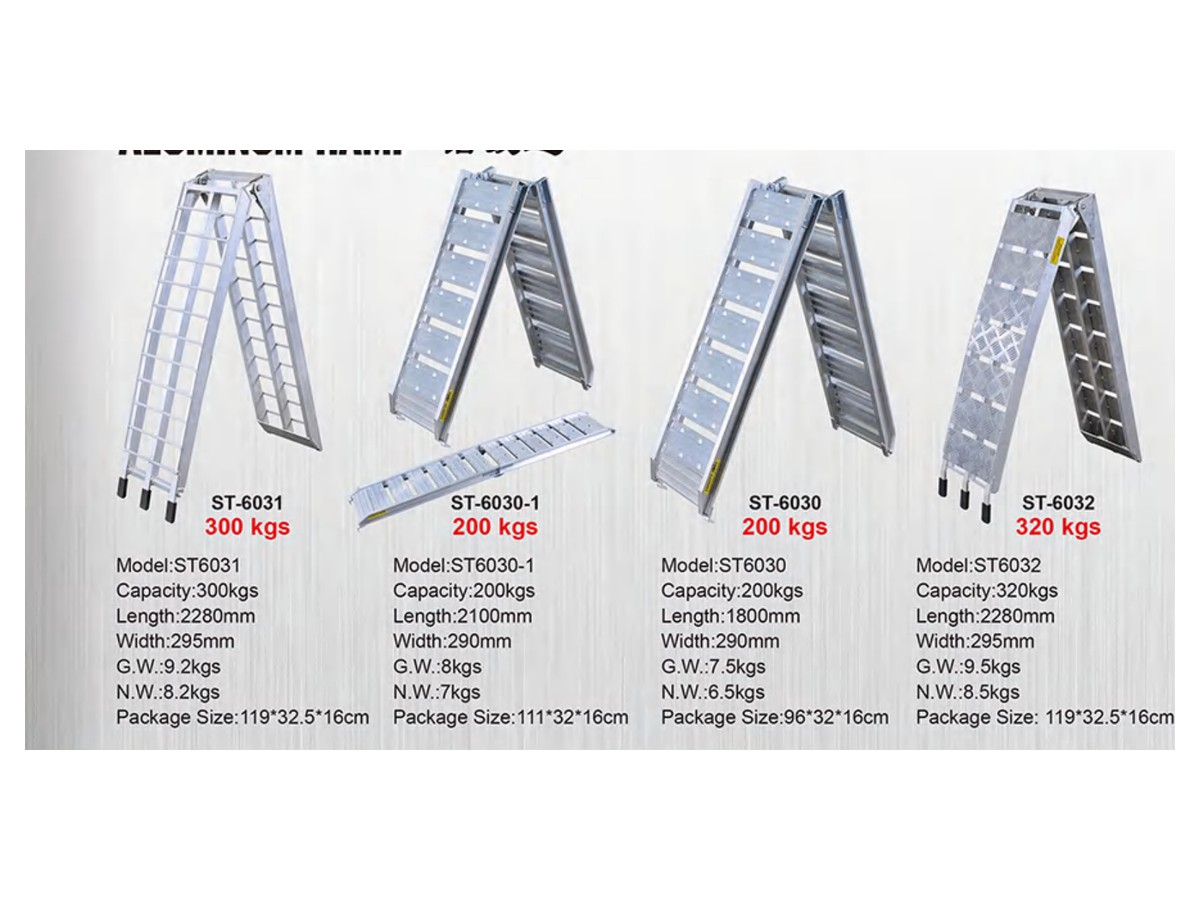 ALUMINUM RAMP
ST-6031
300 kgs
Model:ST6031
Capacity:300kgs
Length:2280mm
Width:295mm
G.W.:9.2kgs
N.W.:8.2kgs
Package Size:119*32.5*16cm
ST-6030-1
200 kgs
Model:ST6030-1
Capacity:200kgs
Length:2100mm
Width:290mm
G.W.:8kgs
N.W.:7kgs
Package Size:111*32*16cm
ST-6030
200 kgs
Model:ST6030
Capacity:200kgs
Length:1800mm
Width:290mm
G.W.:7.5kgs
N.W.:6.5kgs
Package Size:96*32*16cm
ST-6032
320 kgs
Model:ST6032
Capacity:320kgs
Length:2280mm
Width:295mm
G.W.:9.5kgs
N.W.:8.5kgs
Package Size: 119*32.5*16cm